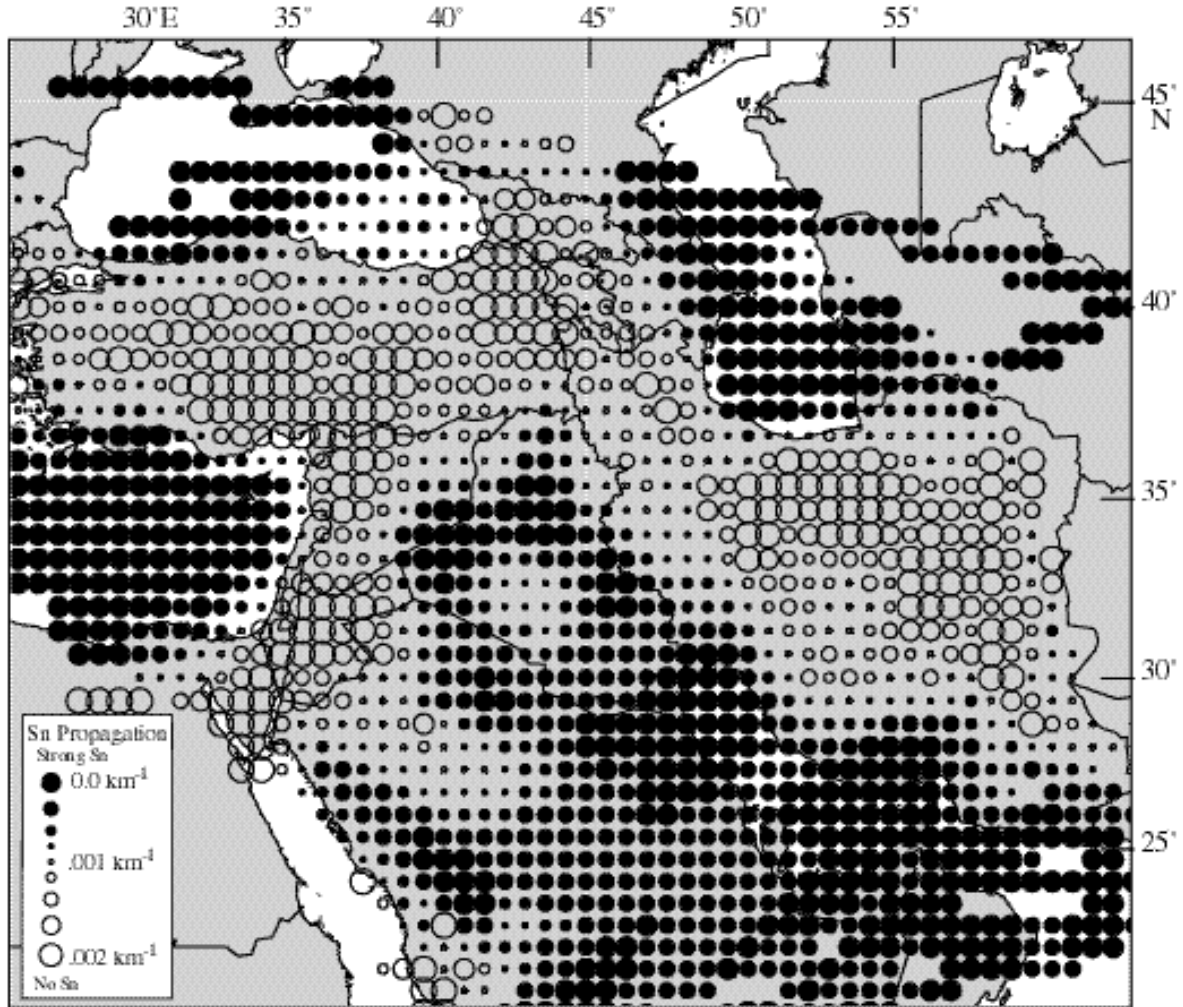 30°E 35° 40° 45° 50° 55°
45°
N
40°
35°
30°
25°
Sn Propagation
Strong Sn
0.0 km-1
.001 km-1
.002 km-1
No Sn